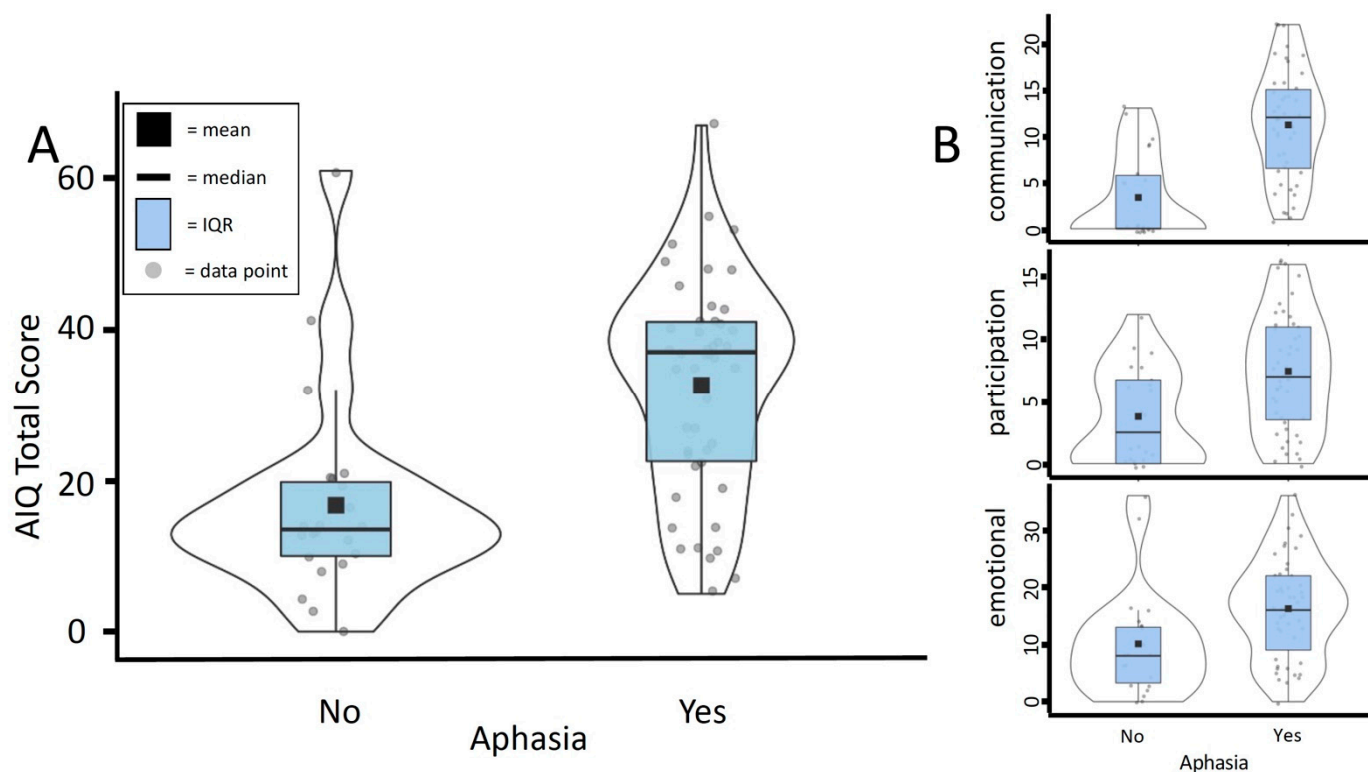 A
= mean
= median
= IQR
= data point
AIQ Total Score
60
40
20
0
No
Yes
Aphasia
B
communication
20
15
10
5
0
participation
15
10
5
0
emotional
30
20
10
0
No
Yes
Aphasia